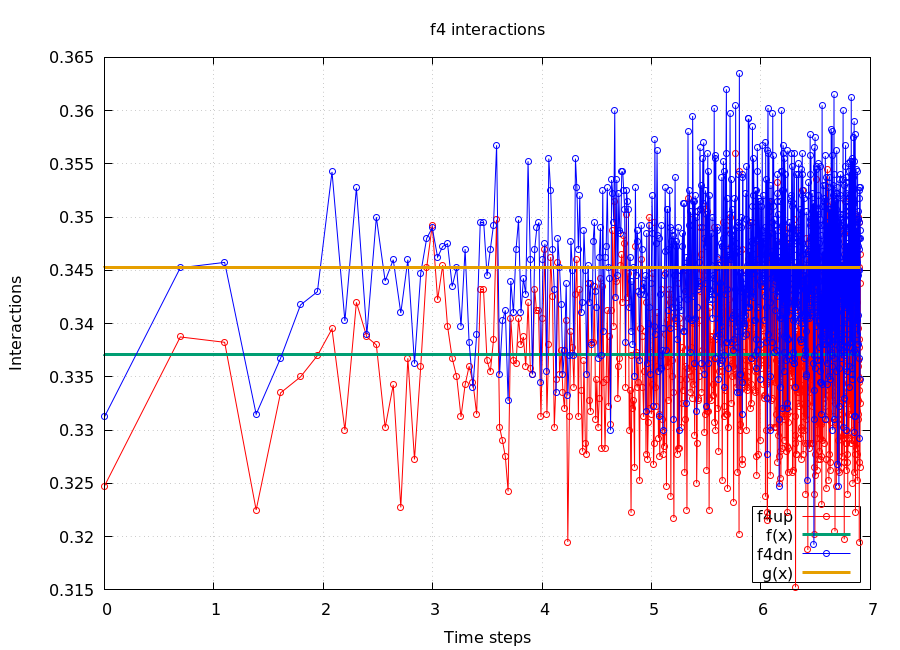 f4 interactions
0.365
0.36
0.355
0.35
0.345
0.34
0.335
0.33
0.325
0.32
0.315
Interactions
0 1 2 3 4 5 6 7
Time steps
f4up
f(x)
f4dn
g(x)